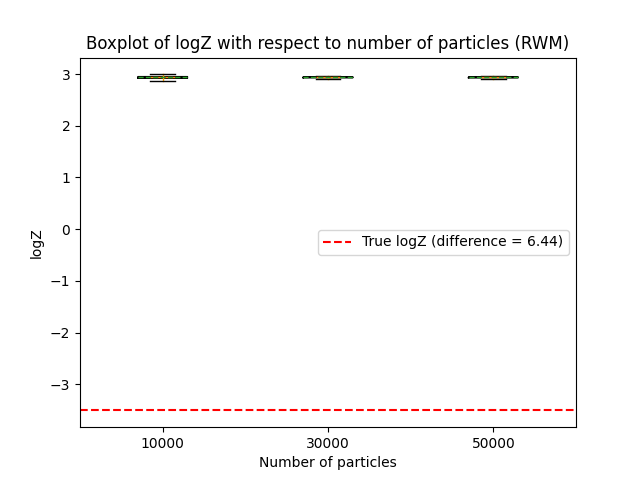 Boxplot of logZ with respect to number of particles (RWM)
3
2
1
0
−1
−2
−3
logZ
True logZ (difference = 6.44)
10000 30000 50000
Number of particles